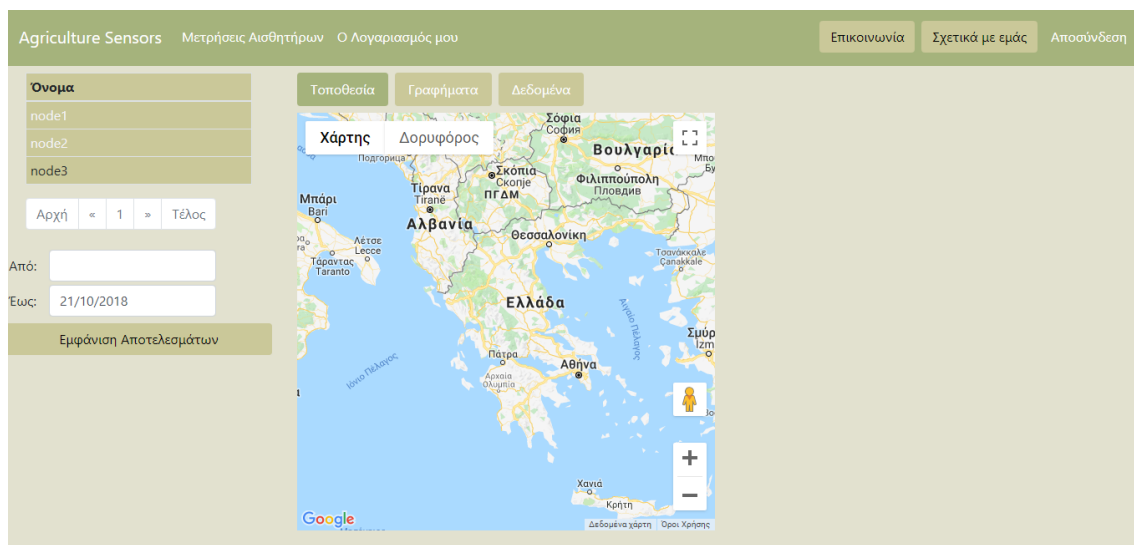 Agriculture Sensors Μετρήσεις Αισθητήρων Ο Λογαριασμός μου Επικοινωνία Σχετικά με εμάς Αποσύνδεση
Όνομα
node1
node2
node3
Αρχή « 1 » Τέλος
Από:
Έως: 21/10/2018
Εμφάνιση Αποτελεσμάτων
Τοποθεσία Γραφήματα Δεδομένα
Χάρτης Δορυφόρος
Σόφια
София
Βουλγαρία
Подгорица
Σκόπια
Скопје
ΠΓΔΜ
Φιλιππούπολη
Пловдив
Τίρανα
Tiranë
Μπάρι
Bari
Αλβανία
Θεσσαλονίκη
Λέτσε
Lecce
Τάραντας
Taranto
Τσανάκκαλε
Çanakkale
Ελλάδα
Αιγαίο Πέλαγος
Πάτρα
Αθήνα
Αρχαία
Ολυμπία
Ιόνιο Πέλαγος
Χανιά
Κρήτη
Google
Δεδομένα χάρτη Όροι Χρήσης